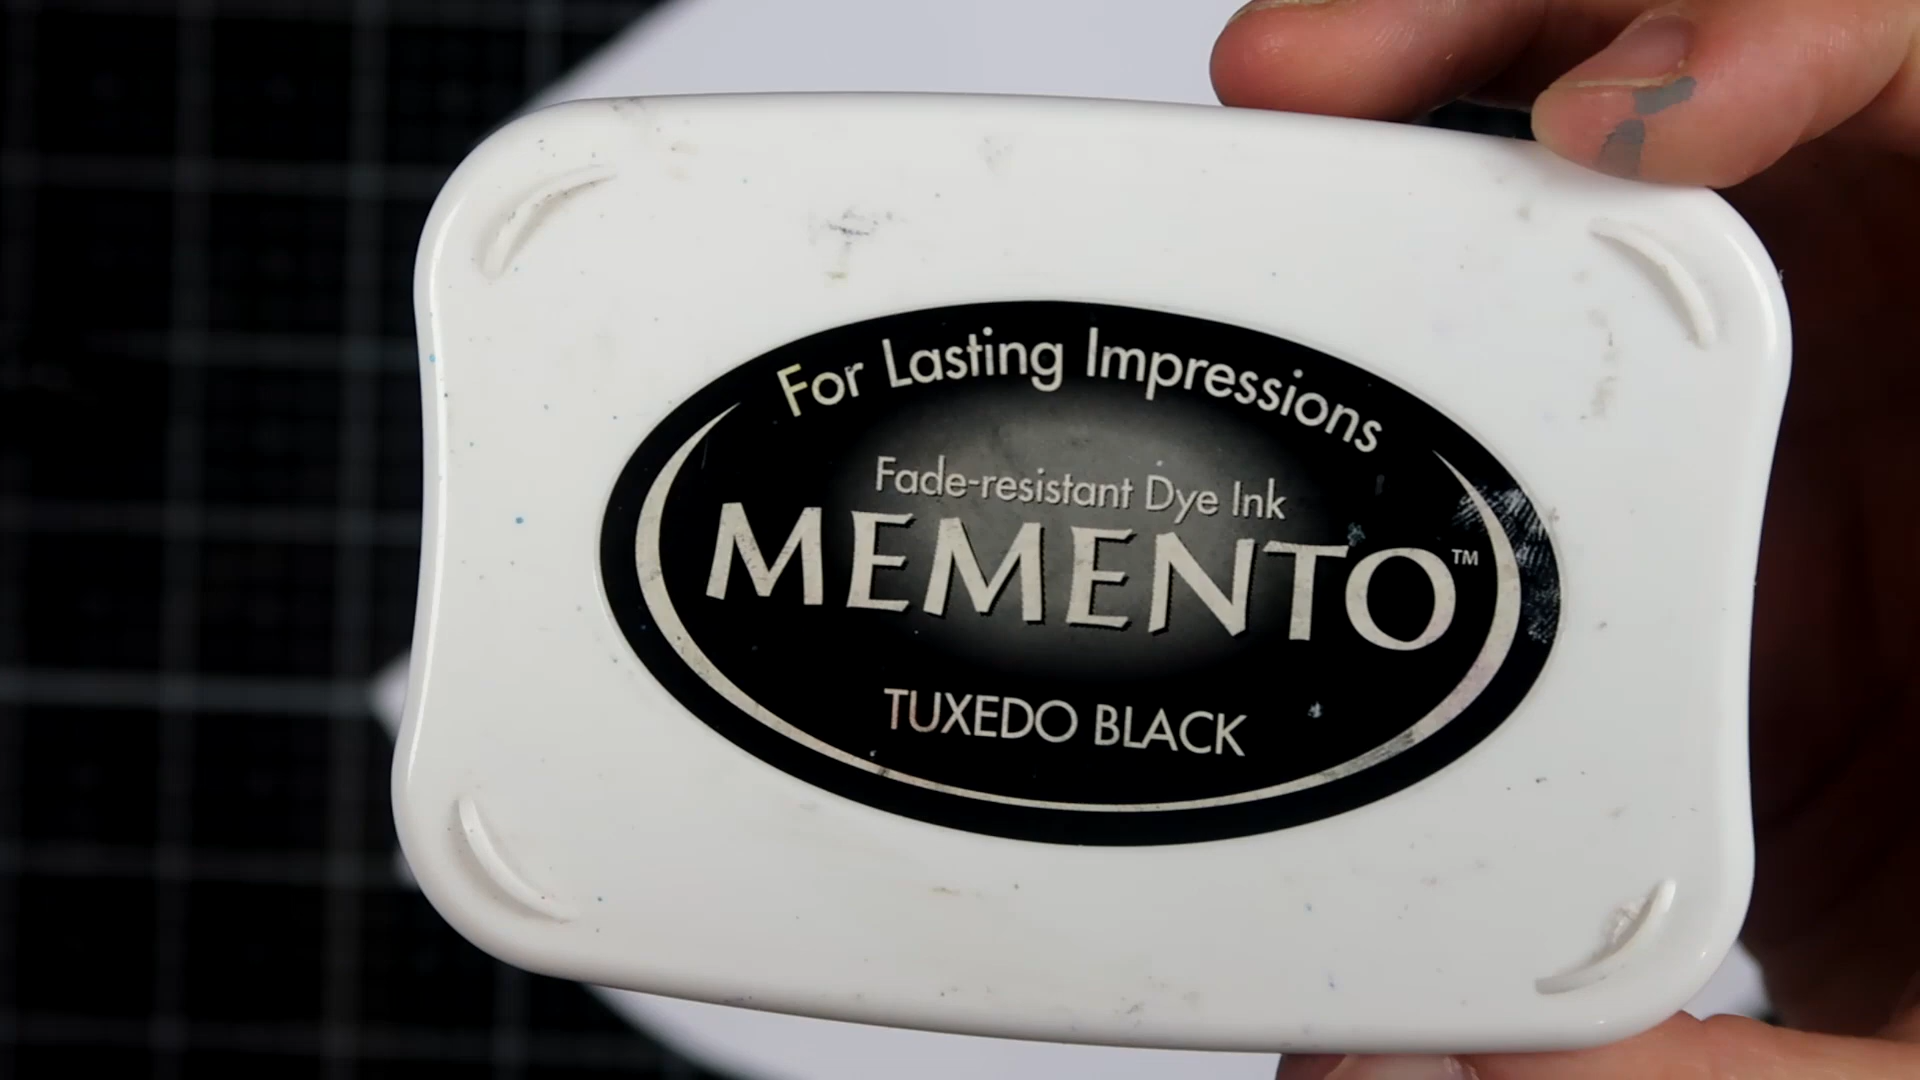 For Lasting Impressions
Fade-resistant Dye Ink
MEMENTO™
TUXEDO BLACK